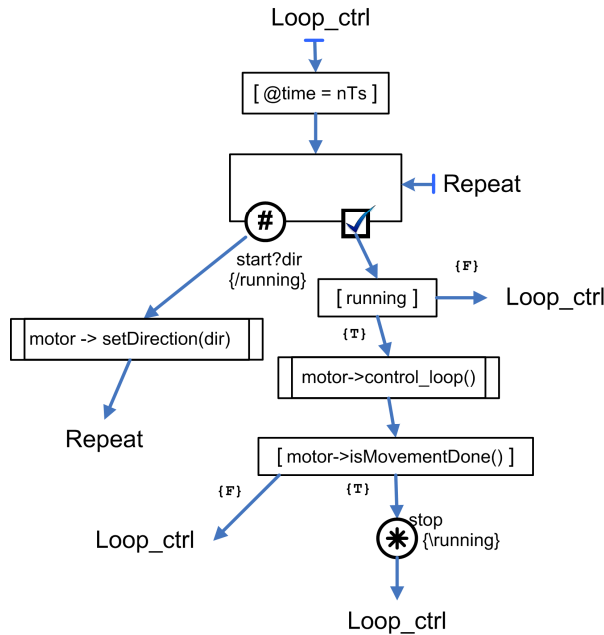 Loop_ctrl
[ @time = nTs ]
Repeat
#
start?dir
{/running}
{F}
[ running ]
Loop_ctrl
{T}
motor -> setDirection(dir)
motor->control_loop()
Repeat
[ motor->isMovementDone() ]
{F}
{T}
stop
{\running}
Loop_ctrl
Loop_ctrl